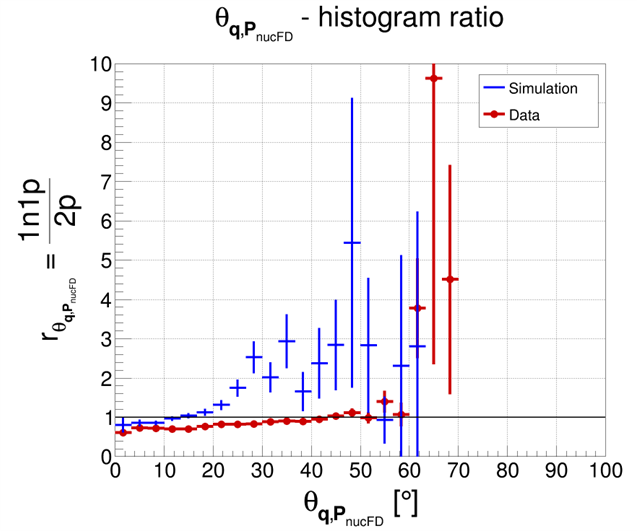 θq,PnucFD - histogram ratio
rθq,PnucFD = 1n1p
2p
Simulation
Data
10
9
8
7
6
5
4
3
2
1
0
0 10 20 30 40 50 60 70 80 90 100
θq,PnucFD [°]